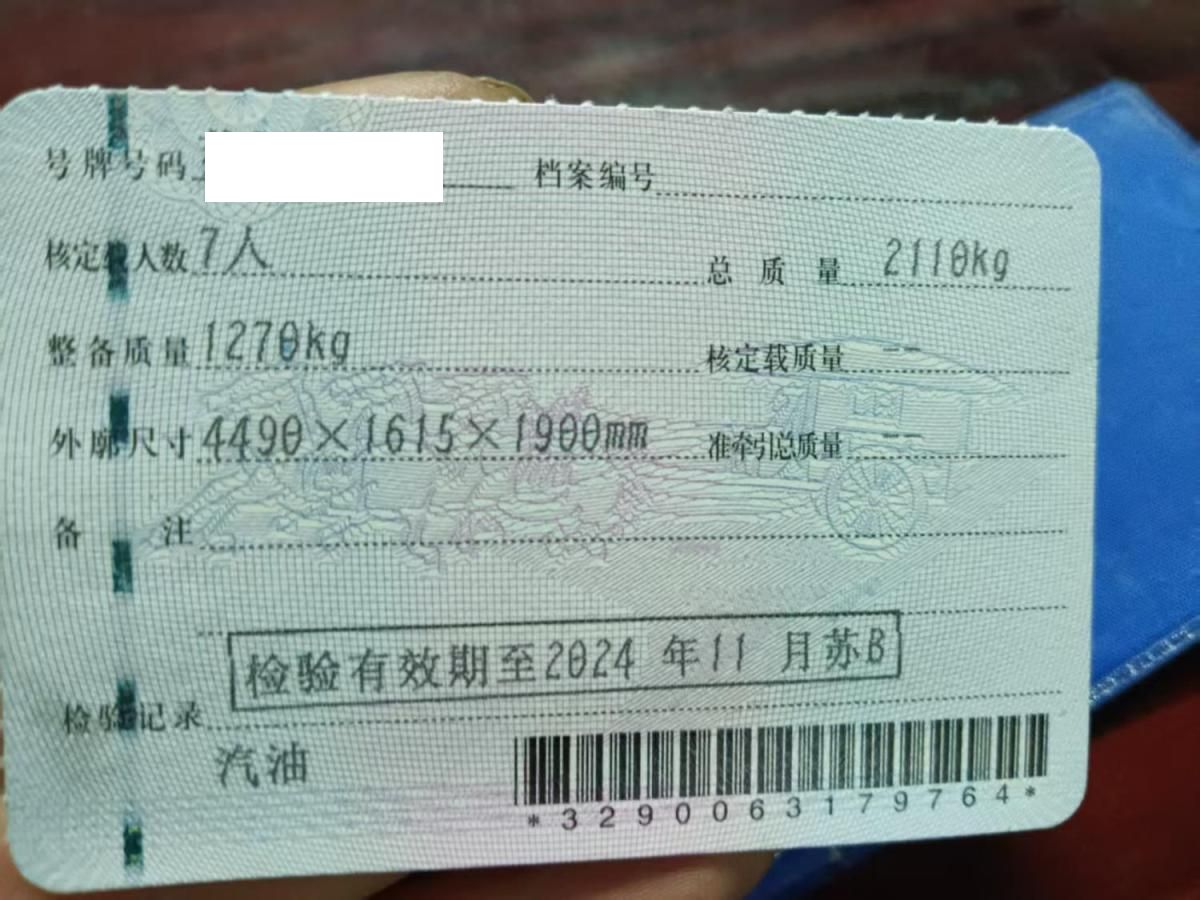 号牌号码 档案编号
核定载人数 7人 总质量 2110kg
整备质量 1270kg 核定载质量 --
外廓尺寸 4490×1615×1900mm 准牵引总质量 --
备注
检验有效期至2024年11月苏B
检验记录
汽油
*3290063179764*